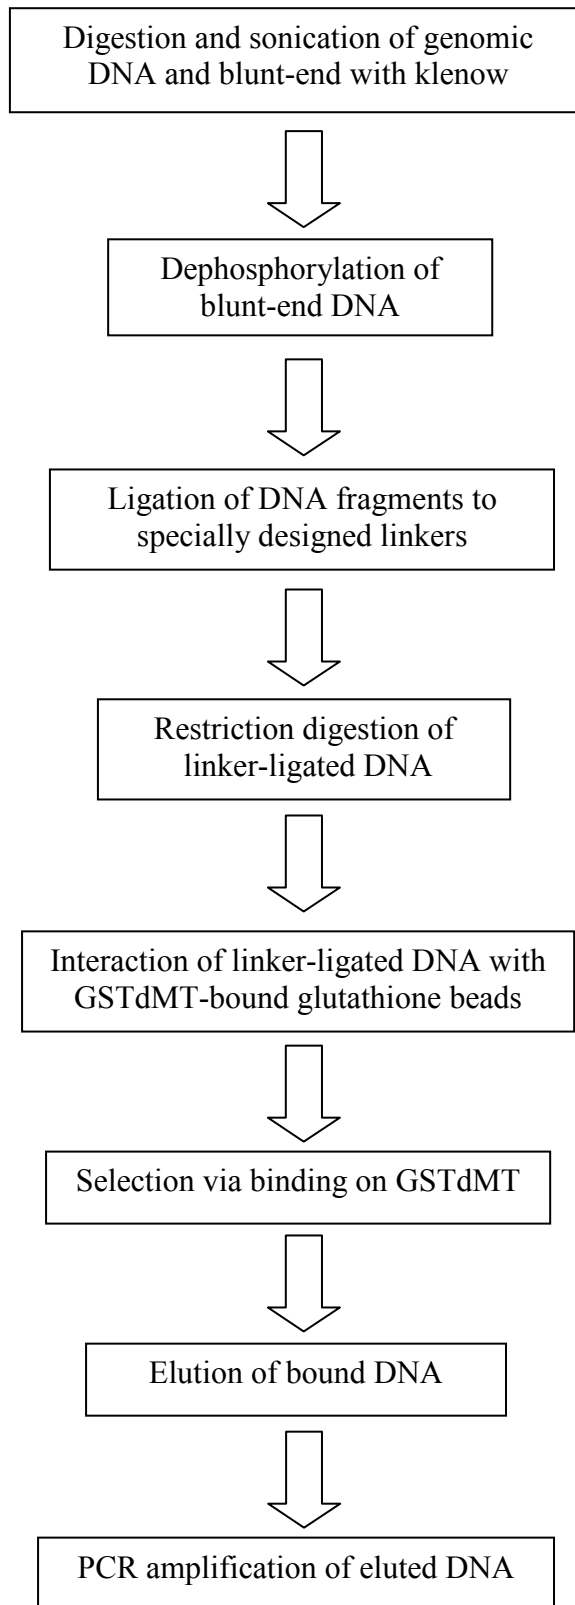 Digestion and sonication of genomic
DNA and blunt-end with klenow
Dephosphorylation of
blunt-end DNA
Ligation of DNA fragments to
specially designed linkers
Restriction digestion of
linker-ligated DNA
Interaction of linker-ligated DNA with
GSTdMT-bound glutathione beads
Selection via binding on GSTdMT
Elution of bound DNA
PCR amplification of eluted DNA